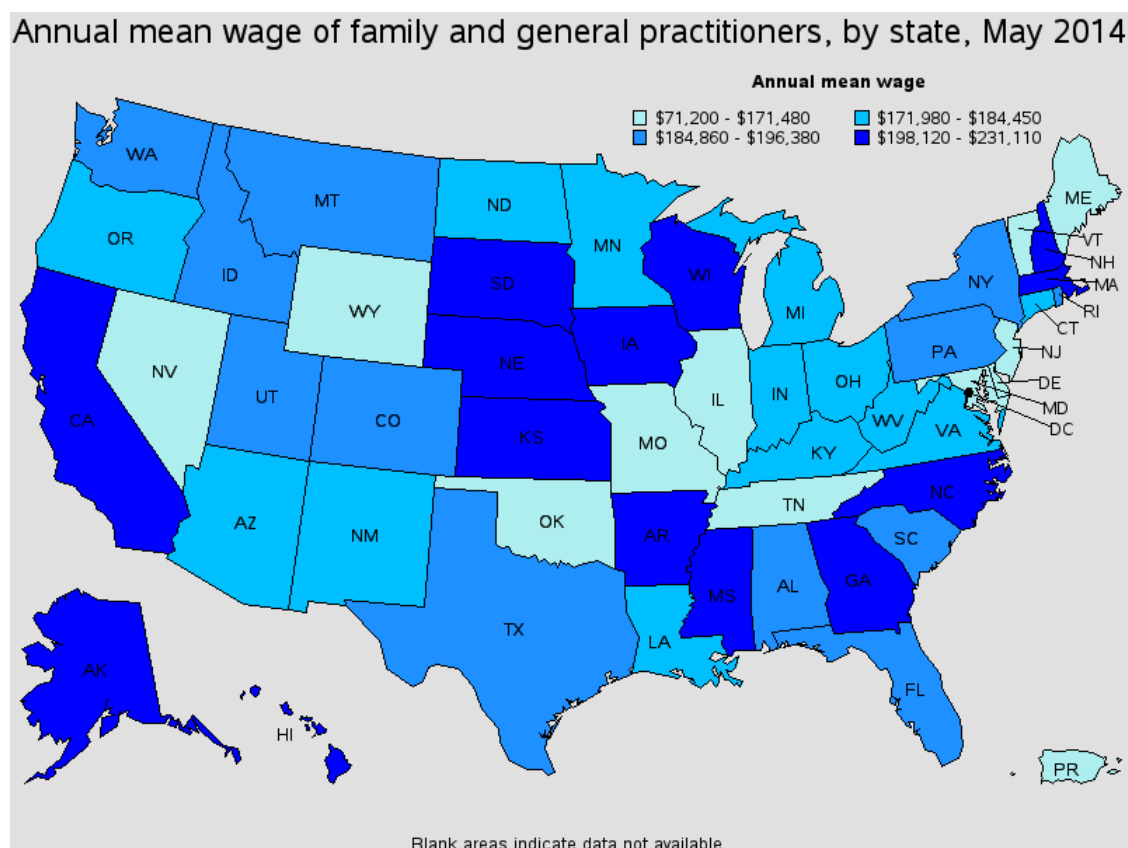 Annual mean wage of family and general practitioners, by state, May 2014
Annual mean wage
$71,200 - $171,480
$171,980 - $184,450
$184,860 - $196,380
$198,120 - $231,110
WA
MT
ND
MN
ME
OR
ID
SD
WI
NY
VT
NH
MA
RI
CT
WY
MI
IA
PA
NJ
NV
NE
IL
IN
OH
DE
MD
DC
UT
CO
KS
MO
WV
VA
CA
KY
AZ
NM
OK
AR
TN
NC
SC
MS
AL
GA
TX
LA
FL
AK
HI
PR
Blank areas indicate data not available